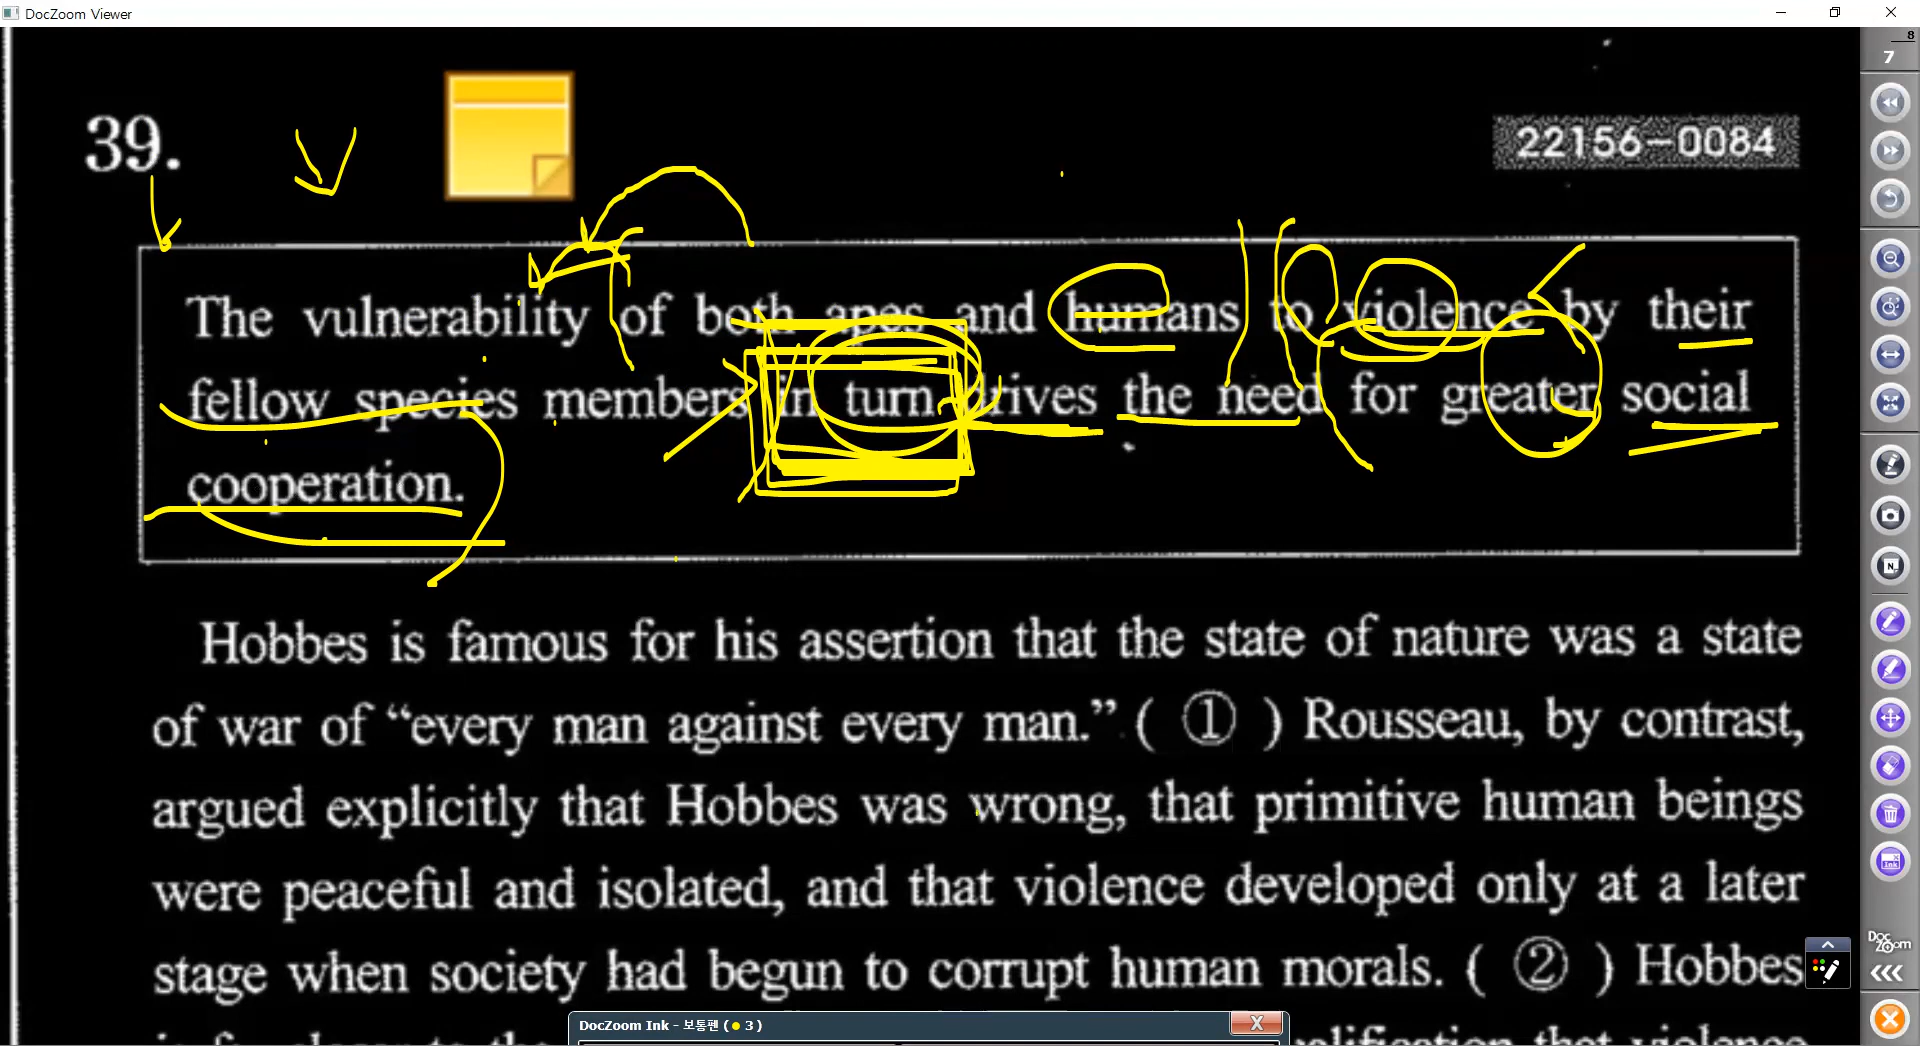 DocZoom Viewer
8
7
39.
22156-0084
The vulnerability of both apes and humans to violence by their
fellow species members in turn drives the need for greater social
cooperation.
Hobbes is famous for his assertion that the state of nature was a state
of war of “every man against every man.” ( ① ) Rousseau, by contrast,
argued explicitly that Hobbes was wrong, that primitive human beings
were peaceful and isolated, and that violence developed only at a later
stage when society had begun to corrupt human morals. ( ② ) Hobbes
DocZoom
DocZoom Ink - 보통펜 ( 3 )
violence